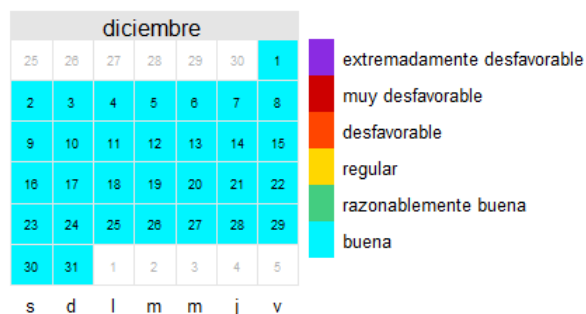 diciembre
25 26 27 28 29 30 1
2 3 4 5 6 7 8
9 10 11 12 13 14 15
16 17 18 19 20 21 22
23 24 25 26 27 28 29
30 31 1 2 3 4 5
s d l m m j v
extremadamente desfavorable
muy desfavorable
desfavorable
regular
razonablemente buena
buena